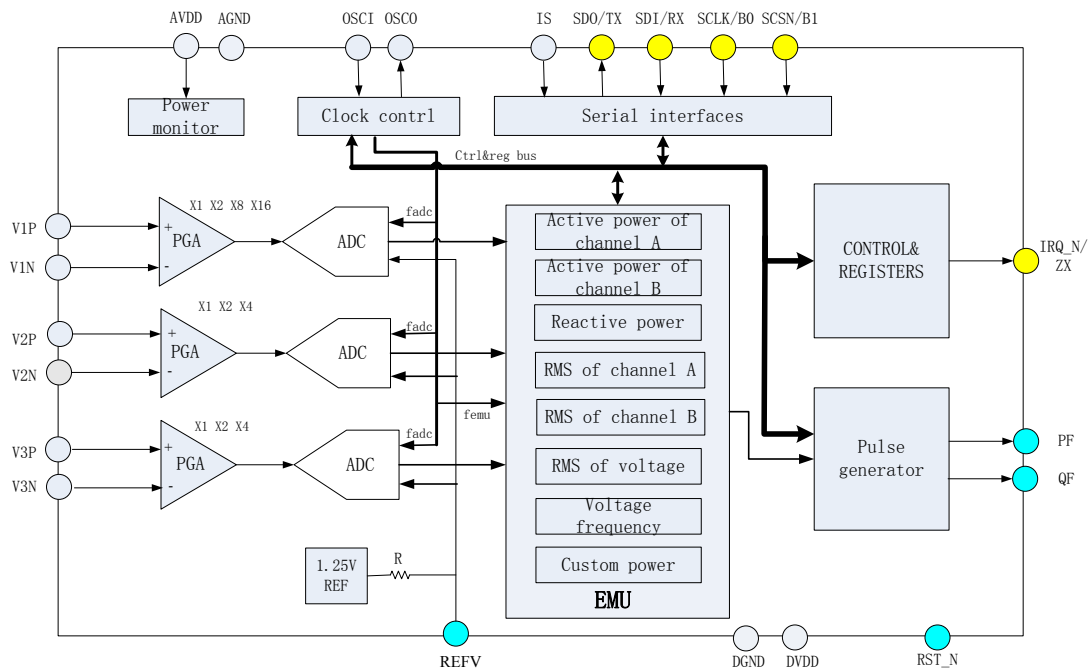 AVDD
AGND
OSCI
OSCO
IS
SDO/TX
SDI/RX
SCLK/B0
SCSN/B1
Power
monitor
Clock contrl
Serial interfaces
Ctrl&reg bus
X1 X2 X8 X16
V1P
V1N
+
-
PGA
ADC
fadc
X1 X2 X4
V2P
V2N
+
-
PGA
ADC
fadc
X1 X2 X4
V3P
V3N
+
-
PGA
ADC
fadc
femu
Active power of
channel A
Active power of
channel B
Reactive power
RMS of channel A
RMS of channel B
RMS of voltage
Voltage
frequency
Custom power
EMU
CONTROL&
REGISTERS
IRQ_N/
ZX
Pulse
generator
PF
QF
1.25V
REF
R
REFV
DGND
DVDD
RST_N